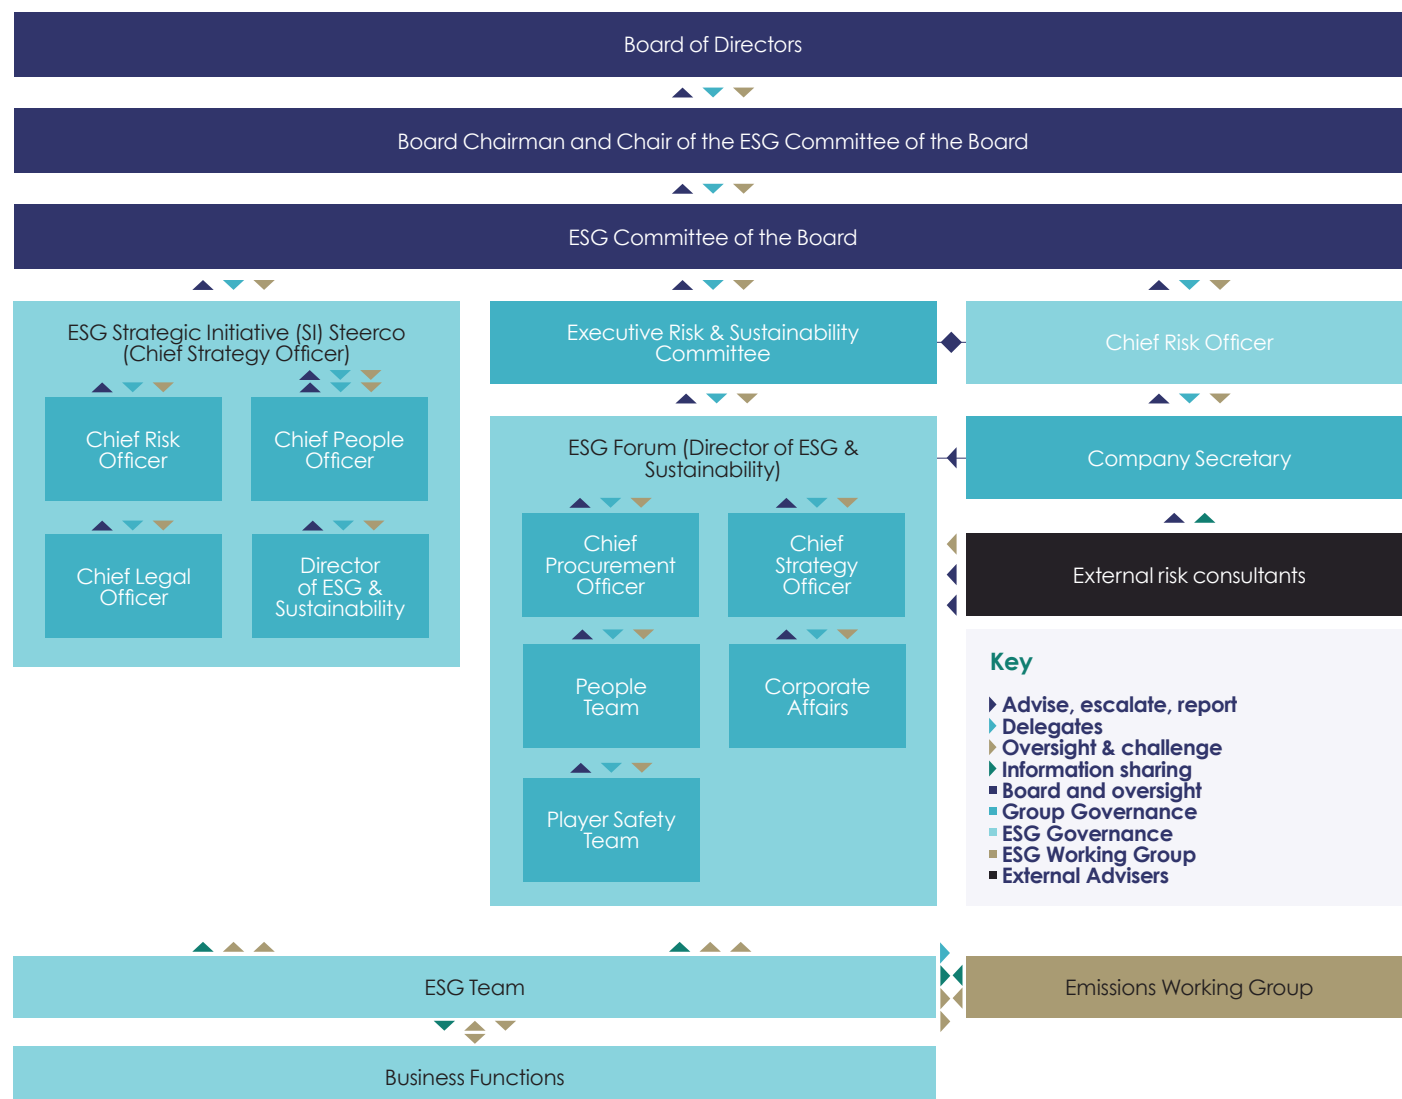 Board of Directors
Board Chairman and Chair of the ESG Committee of the Board
ESG Committee of the Board
ESG Strategic Initiative (SI) Steerco
(Chief Strategy Officer)
Chief Risk
Officer
Chief People
Officer
Chief Legal
Officer
Director
of ESG &
Sustainability
Executive Risk & Sustainability
Committee
Chief Risk Officer
ESG Forum (Director of ESG &
Sustainability)
Chief
Procurement
Officer
Chief
Strategy
Officer
People
Team
Corporate
Affairs
Player Safety
Team
Company Secretary
External risk consultants
Key
Advise, escalate, report
Delegates
Oversight & challenge
Information sharing
Board and oversight
Group Governance
ESG Governance
ESG Working Group
External Advisers
ESG Team
Emissions Working Group
Business Functions